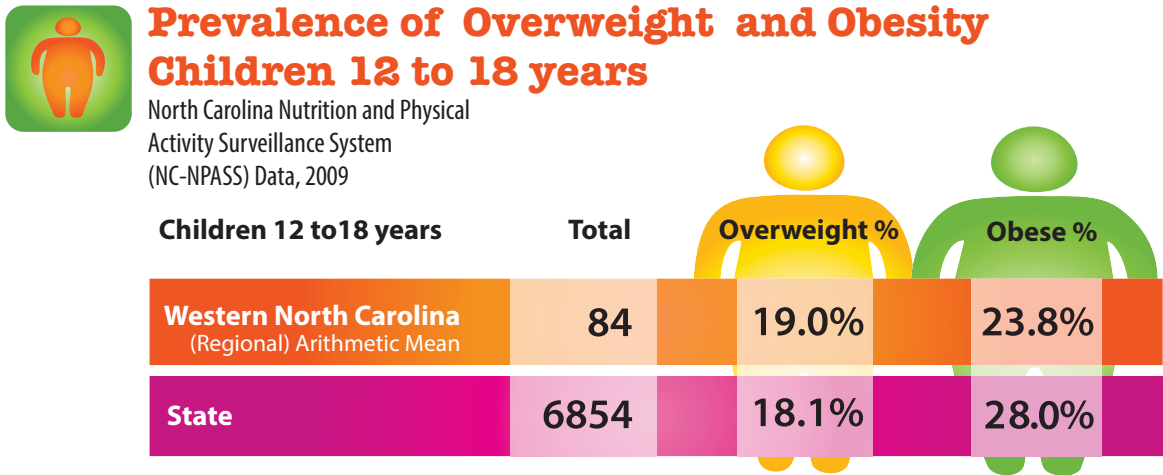 Prevalence of Overweight and Obesity
Children 12 to 18 years
North Carolina Nutrition and Physical
Activity Surveillance System
(NC-NPASS) Data, 2009
Children 12 to18 years Total Overweight % Obese %
Western North Carolina
(Regional) Arithmetic Mean 84 19.0% 23.8%
State 6854 18.1% 28.0%